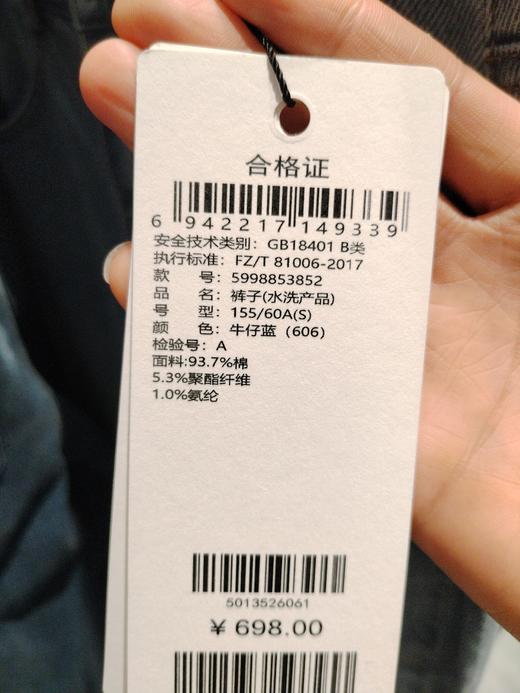 合格证
6 942217 149339
安全技术类别: GB18401 B类
执行标准: FZ/T 81006-2017
款 号: 5998853852
品 名: 裤子(水洗产品)
号 型: 155/60A(S)
颜 色: 牛仔蓝 (606)
检验号: A
面料:93.7%棉
5.3%聚酯纤维
1.0%氨纶
5013526061
¥ 698.00